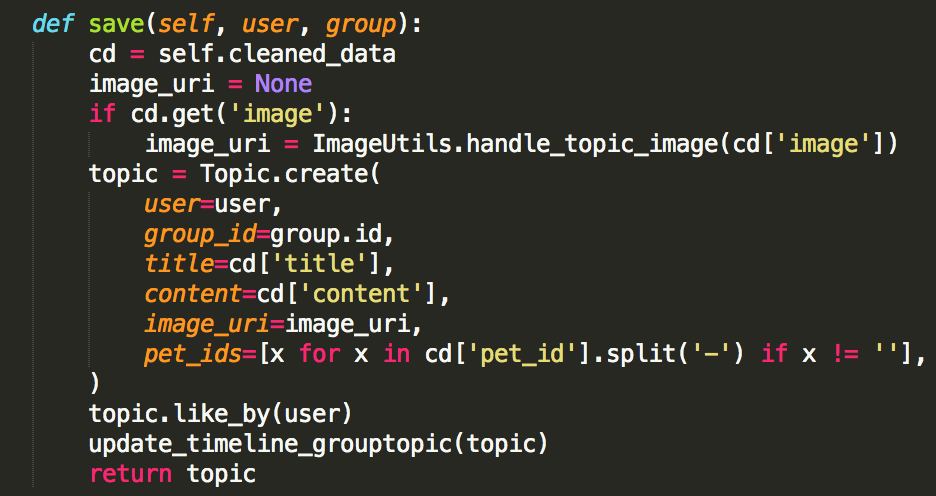 def save(self, user, group):
    cd = self.cleaned_data
    image_uri = None
    if cd.get('image'):
        image_uri = ImageUtils.handle_topic_image(cd['image'])
    topic = Topic.create(
        user=user,
        group_id=group.id,
        title=cd['title'],
        content=cd['content'],
        image_uri=image_uri,
        pet_ids=[x for x in cd['pet_id'].split('-') if x != ''],
    )
    topic.like_by(user)
    update_timeline_grouptopic(topic)
    return topic